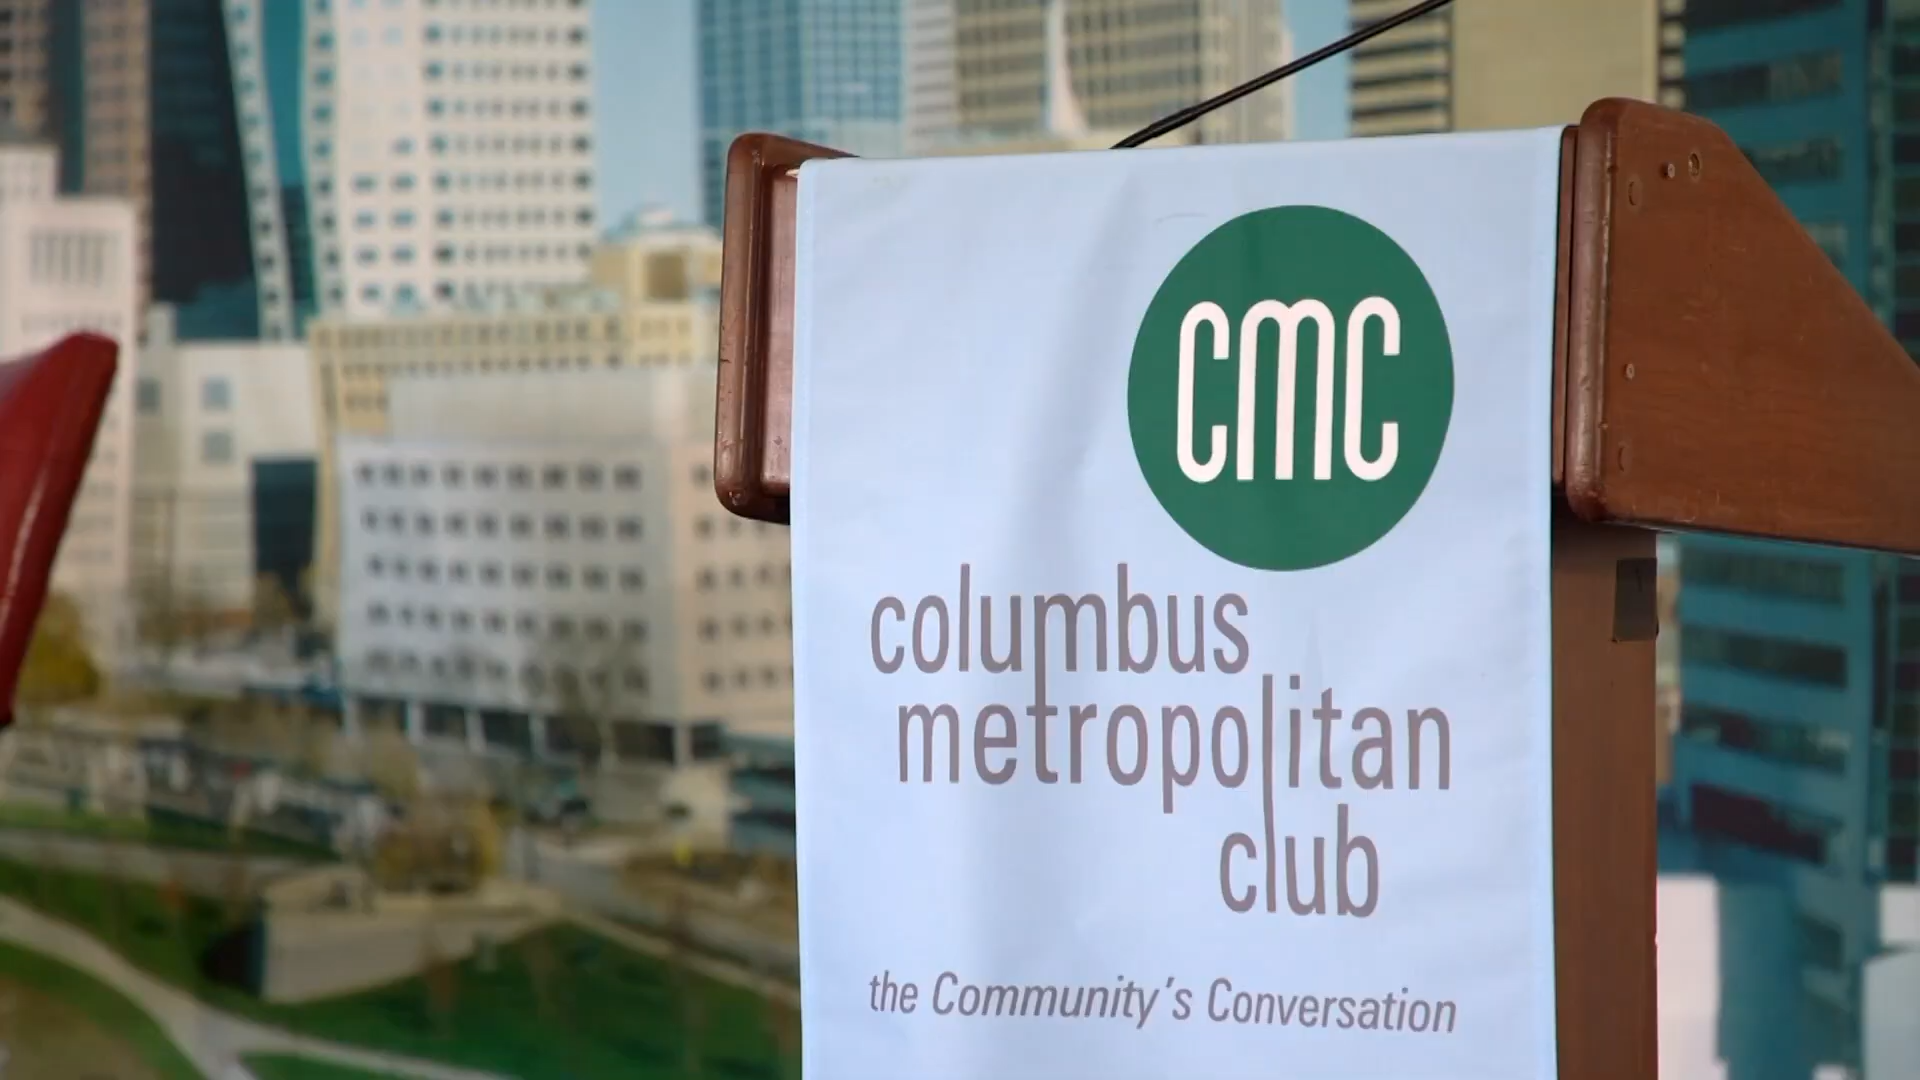 CMC
columbus
metropolitan
club
the Community's Conversation